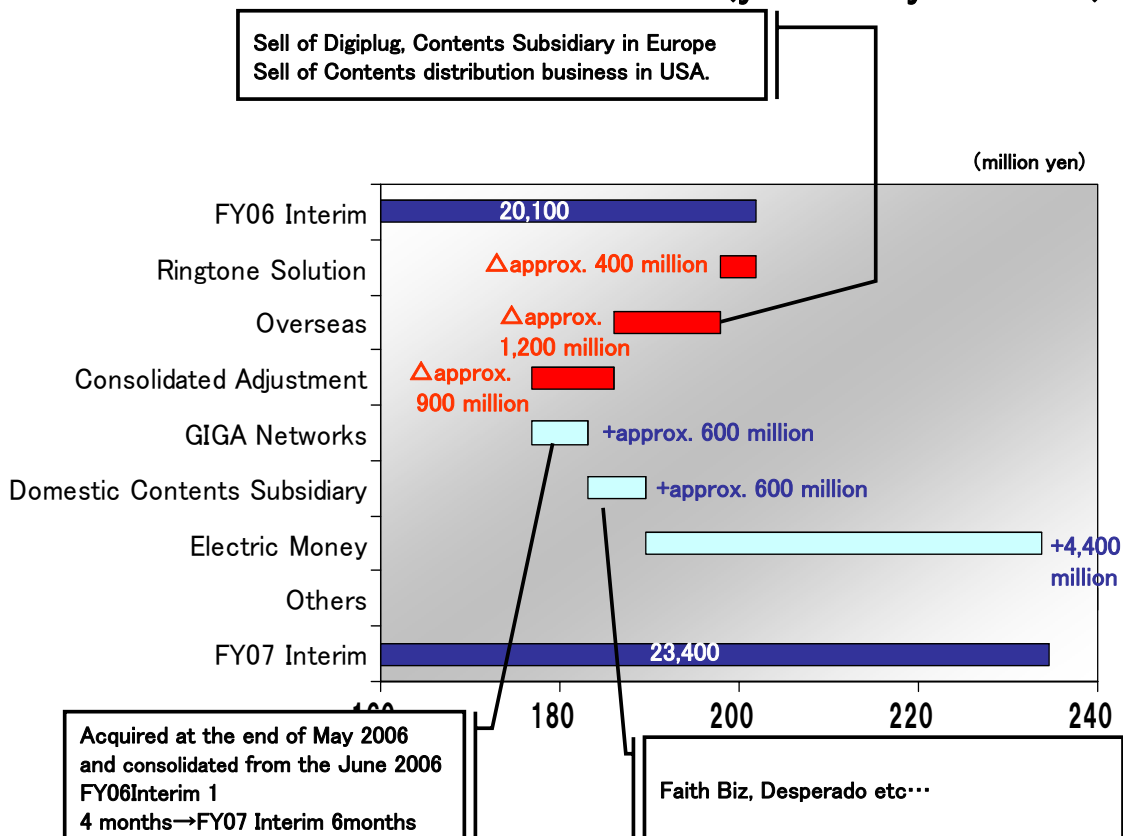 Sell of Digiplug, Contents Subsidiary in Europe
Sell of Contents distribution business in USA.
(million yen)
FY06 Interim
20,100
Ringtone Solution
△approx. 400 million
Overseas
△approx.
1,200 million
Consolidated Adjustment
△approx.
900 million
GIGA Networks
+approx. 600 million
Domestic Contents Subsidiary
+approx. 600 million
Electric Money
+4,400
million
Others
FY07 Interim
23,400
180
200
220
240
Acquired at the end of May 2006
and consolidated from the June 2006
FY06Interim 1
4 months→FY07 Interim 6months
Faith Biz, Desperado etc…